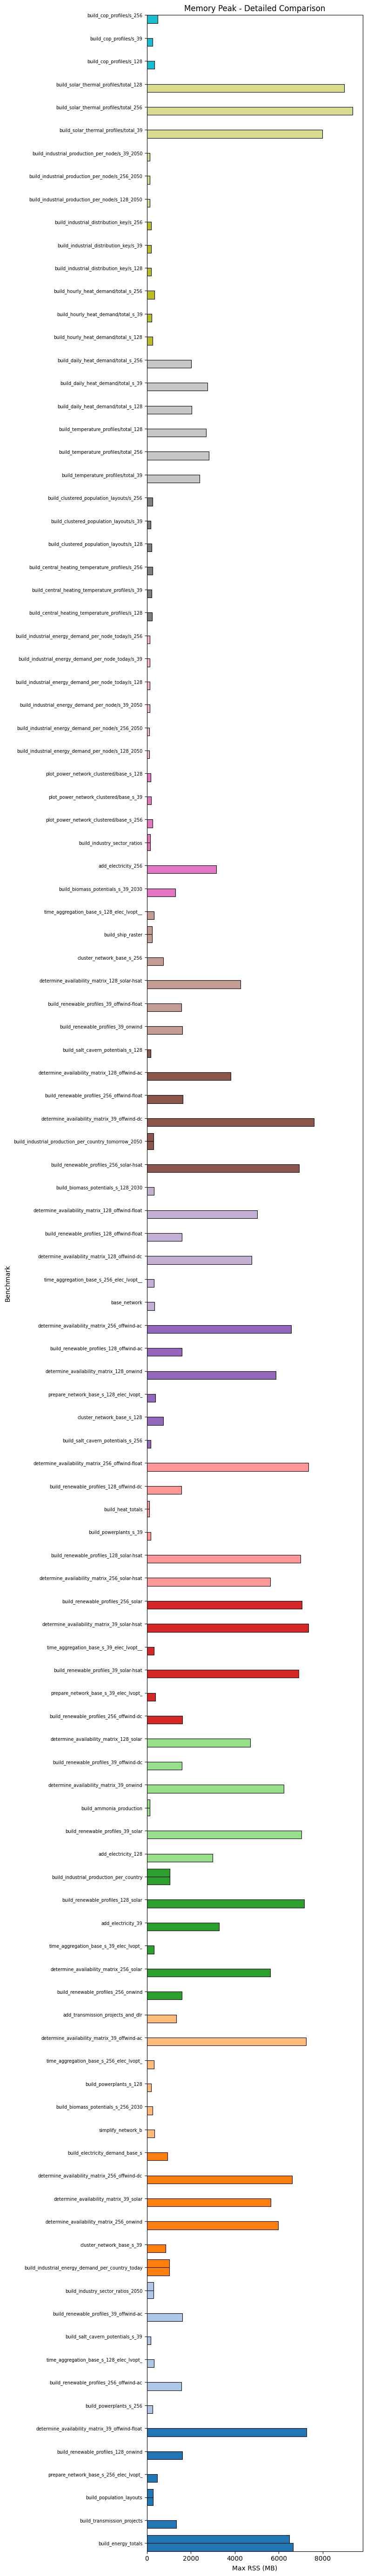 Memory Peak - Detailed Comparison
build_cop_profiles/s_256
build_cop_profiles/s_39
build_cop_profiles/s_128
build_solar_thermal_profiles/total_128
build_solar_thermal_profiles/total_256
build_solar_thermal_profiles/total_39
build_industrial_production_per_node/s_39_2050
build_industrial_production_per_node/s_256_2050
build_industrial_production_per_node/s_128_2050
build_industrial_distribution_key/s_256
build_industrial_distribution_key/s_39
build_industrial_distribution_key/s_128
build_hourly_heat_demand/total_s_256
build_hourly_heat_demand/total_s_39
build_hourly_heat_demand/total_s_128
build_daily_heat_demand/total_s_256
build_daily_heat_demand/total_s_39
build_daily_heat_demand/total_s_128
build_temperature_profiles/total_128
build_temperature_profiles/total_256
build_temperature_profiles/total_39
build_clustered_population_layouts/s_256
build_clustered_population_layouts/s_39
build_clustered_population_layouts/s_128
build_central_heating_temperature_profiles/s_256
build_central_heating_temperature_profiles/s_39
build_central_heating_temperature_profiles/s_128
build_industrial_energy_demand_per_node_today/s_256
build_industrial_energy_demand_per_node_today/s_39
build_industrial_energy_demand_per_node_today/s_128
build_industrial_energy_demand_per_node/s_39_2050
build_industrial_energy_demand_per_node/s_256_2050
build_industrial_energy_demand_per_node/s_128_2050
plot_power_network_clustered/base_s_128
plot_power_network_clustered/base_s_39
plot_power_network_clustered/base_s_256
build_industry_sector_ratios
add_electricity_256
build_biomass_potentials_s_39_2030
time_aggregation_base_s_128_elec_lvopt__
build_ship_raster
cluster_network_base_s_256
determine_availability_matrix_128_solar-hsat
build_renewable_profiles_39_offwind-float
build_renewable_profiles_39_onwind
build_salt_cavern_potentials_s_128
determine_availability_matrix_128_offwind-ac
build_renewable_profiles_256_offwind-float
determine_availability_matrix_39_offwind-dc
build_industrial_production_per_country_tomorrow_2050
build_renewable_profiles_256_solar-hsat
build_biomass_potentials_s_128_2030
determine_availability_matrix_128_offwind-float
build_renewable_profiles_128_offwind-float
determine_availability_matrix_128_offwind-dc
time_aggregation_base_s_256_elec_lvopt__
base_network
determine_availability_matrix_256_offwind-ac
build_renewable_profiles_128_offwind-ac
determine_availability_matrix_128_onwind
prepare_network_base_s_128_elec_lvopt_
cluster_network_base_s_128
build_salt_cavern_potentials_s_256
determine_availability_matrix_256_offwind-float
build_renewable_profiles_128_offwind-dc
build_heat_totals
build_powerplants_s_39
build_renewable_profiles_128_solar-hsat
determine_availability_matrix_256_solar-hsat
build_renewable_profiles_256_solar
determine_availability_matrix_39_solar-hsat
time_aggregation_base_s_39_elec_lvopt__
build_renewable_profiles_39_solar-hsat
prepare_network_base_s_39_elec_lvopt_
build_renewable_profiles_256_offwind-dc
determine_availability_matrix_128_solar
build_renewable_profiles_39_offwind-dc
determine_availability_matrix_39_onwind
build_ammonia_production
build_renewable_profiles_39_solar
add_electricity_128
build_industrial_production_per_country
build_renewable_profiles_128_solar
add_electricity_39
time_aggregation_base_s_39_elec_lvopt_
determine_availability_matrix_256_solar
build_renewable_profiles_256_onwind
add_transmission_projects_and_dlr
determine_availability_matrix_39_offwind-ac
time_aggregation_base_s_256_elec_lvopt_
build_powerplants_s_128
build_biomass_potentials_s_256_2030
simplify_network_b
build_electricity_demand_base_s
determine_availability_matrix_256_offwind-dc
determine_availability_matrix_39_solar
determine_availability_matrix_256_onwind
cluster_network_base_s_39
build_industrial_energy_demand_per_country_today
build_industry_sector_ratios_2050
build_renewable_profiles_39_offwind-ac
build_salt_cavern_potentials_s_39
time_aggregation_base_s_128_elec_lvopt_
build_renewable_profiles_256_offwind-ac
build_powerplants_s_256
determine_availability_matrix_39_offwind-float
build_renewable_profiles_128_onwind
prepare_network_base_s_256_elec_lvopt_
build_population_layouts
build_transmission_projects
build_energy_totals
Benchmark
0 2000 4000 6000 8000
Max RSS (MB)